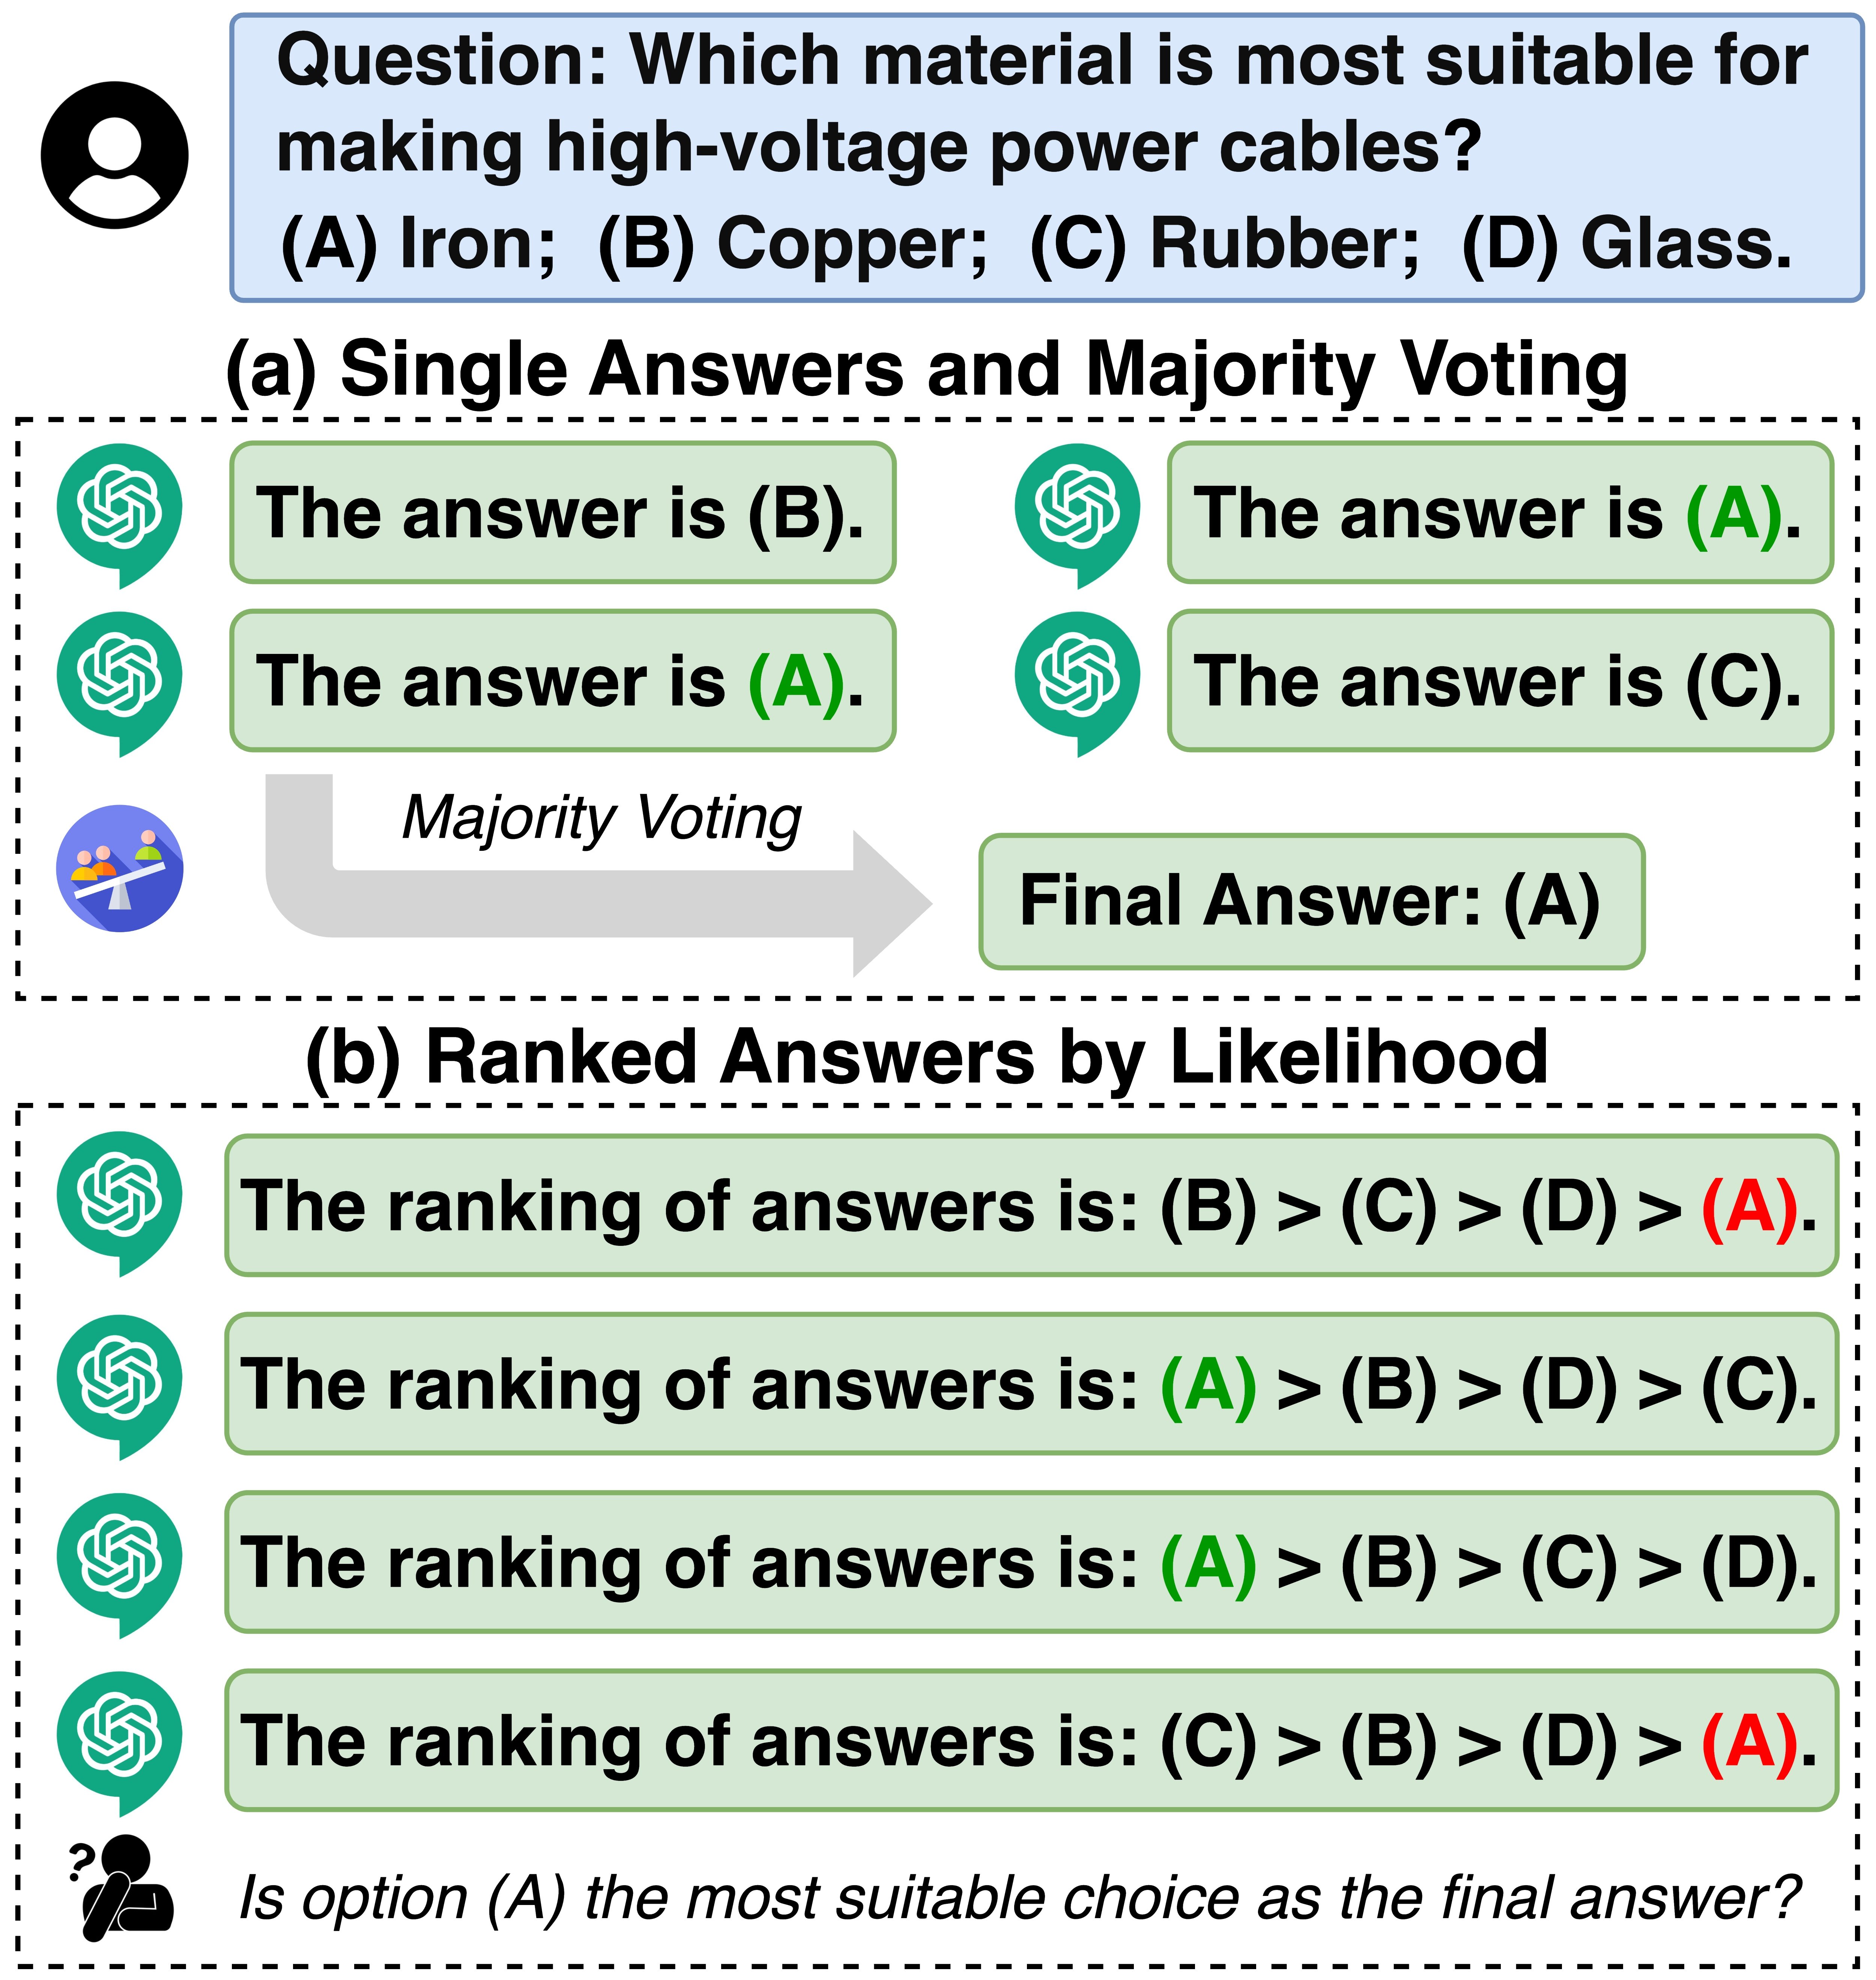 Question: Which material is most suitable for
making high-voltage power cables?
(A) Iron; (B) Copper; (C) Rubber; (D) Glass.
(a) Single Answers and Majority Voting
The answer is (B).
The answer is (A).
The answer is (A).
The answer is (C).
Majority Voting
Final Answer: (A)
(b) Ranked Answers by Likelihood
The ranking of answers is: (B) > (C) > (D) > (A).
The ranking of answers is: (A) > (B) > (D) > (C).
The ranking of answers is: (A) > (B) > (C) > (D).
The ranking of answers is: (C) > (B) > (D) > (A).
?
Is option (A) the most suitable choice as the final answer?